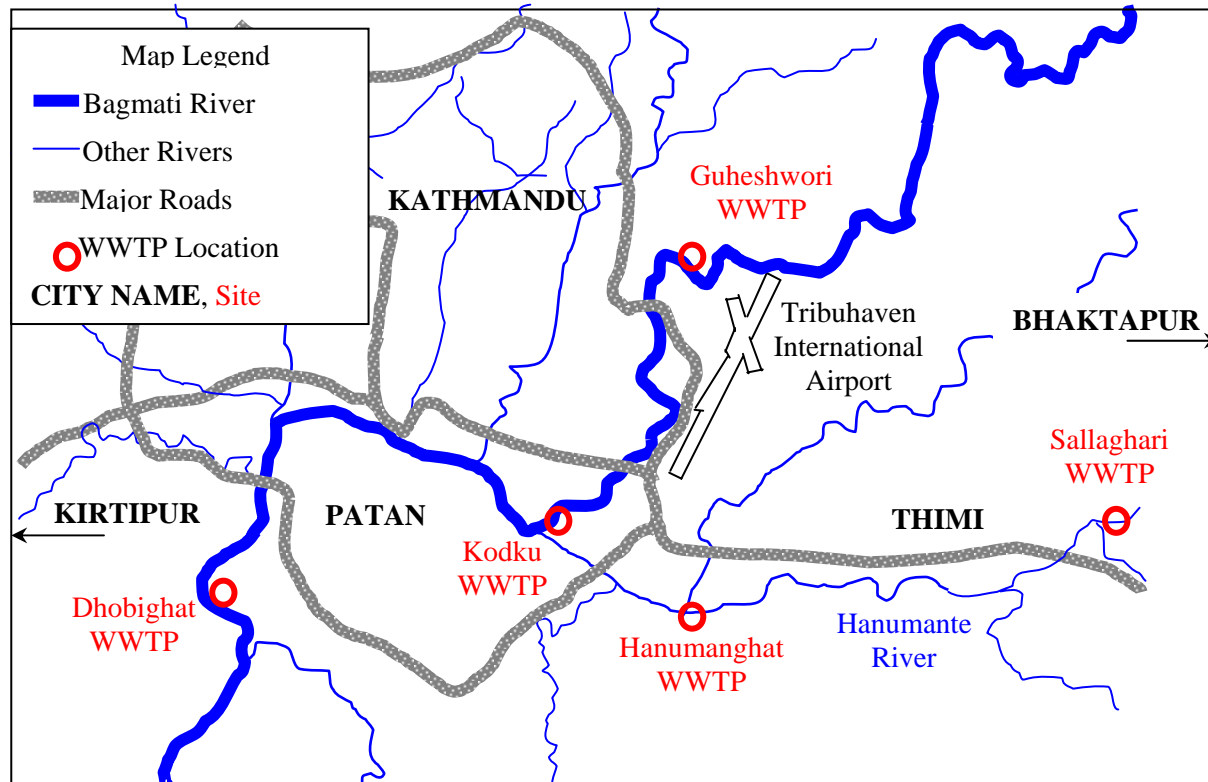 Map Legend
Bagmati River
Other Rivers
Major Roads
WWTP Location
CITY NAME, Site
KATHMANDU
Guheshwori
WWTP
Tribuhaven
International
Airport
BHAKTAPUR
Sallaghari
WWTP
KIRTIPUR
PATAN
THIMI
Kodku
WWTP
Dhobighat
WWTP
Hanumanghat
WWTP
Hanumante
River